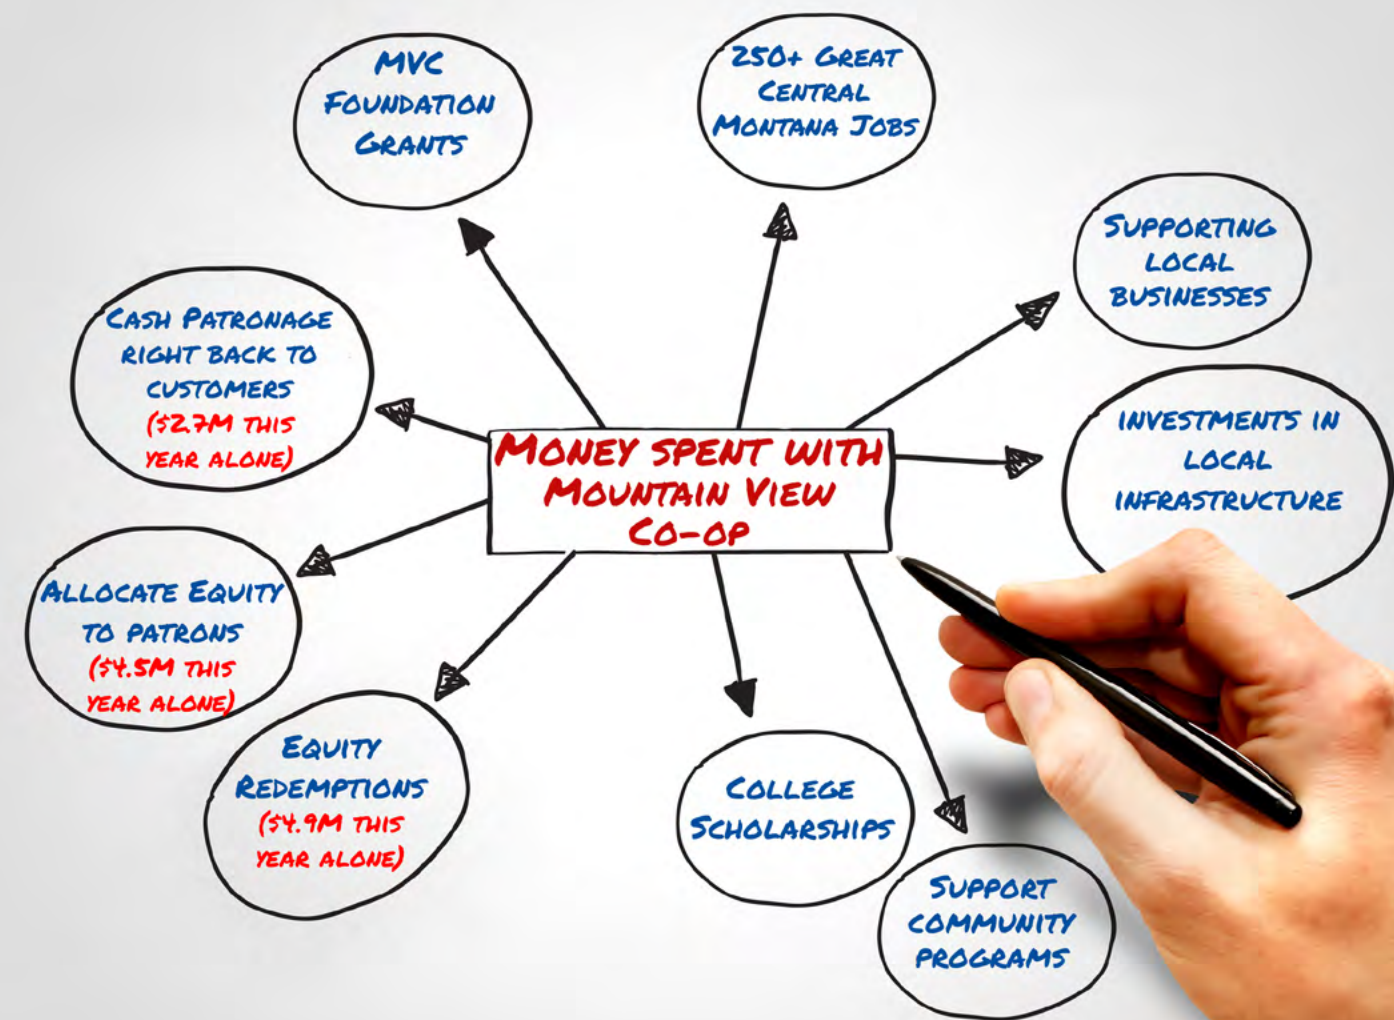 MVC
FOUNDATION
GRANTS
250+ GREAT
CENTRAL
MONTANA JOBS
SUPPORTING
LOCAL
BUSINESSES
CASH PATRONAGE
RIGHT BACK TO
CUSTOMERS
($2.7M THIS
YEAR ALONE)
INVESTMENTS IN
LOCAL
INFRASTRUCTURE
MONEY SPENT WITH
MOUNTAIN VIEW
CO-OP
ALLOCATE EQUITY
TO PATRONS
($4.5M THIS
YEAR ALONE)
EQUITY
REDEMPTIONS
($4.9M THIS
YEAR ALONE)
COLLEGE
SCHOLARSHIPS
SUPPORT
COMMUNITY
PROGRAMS